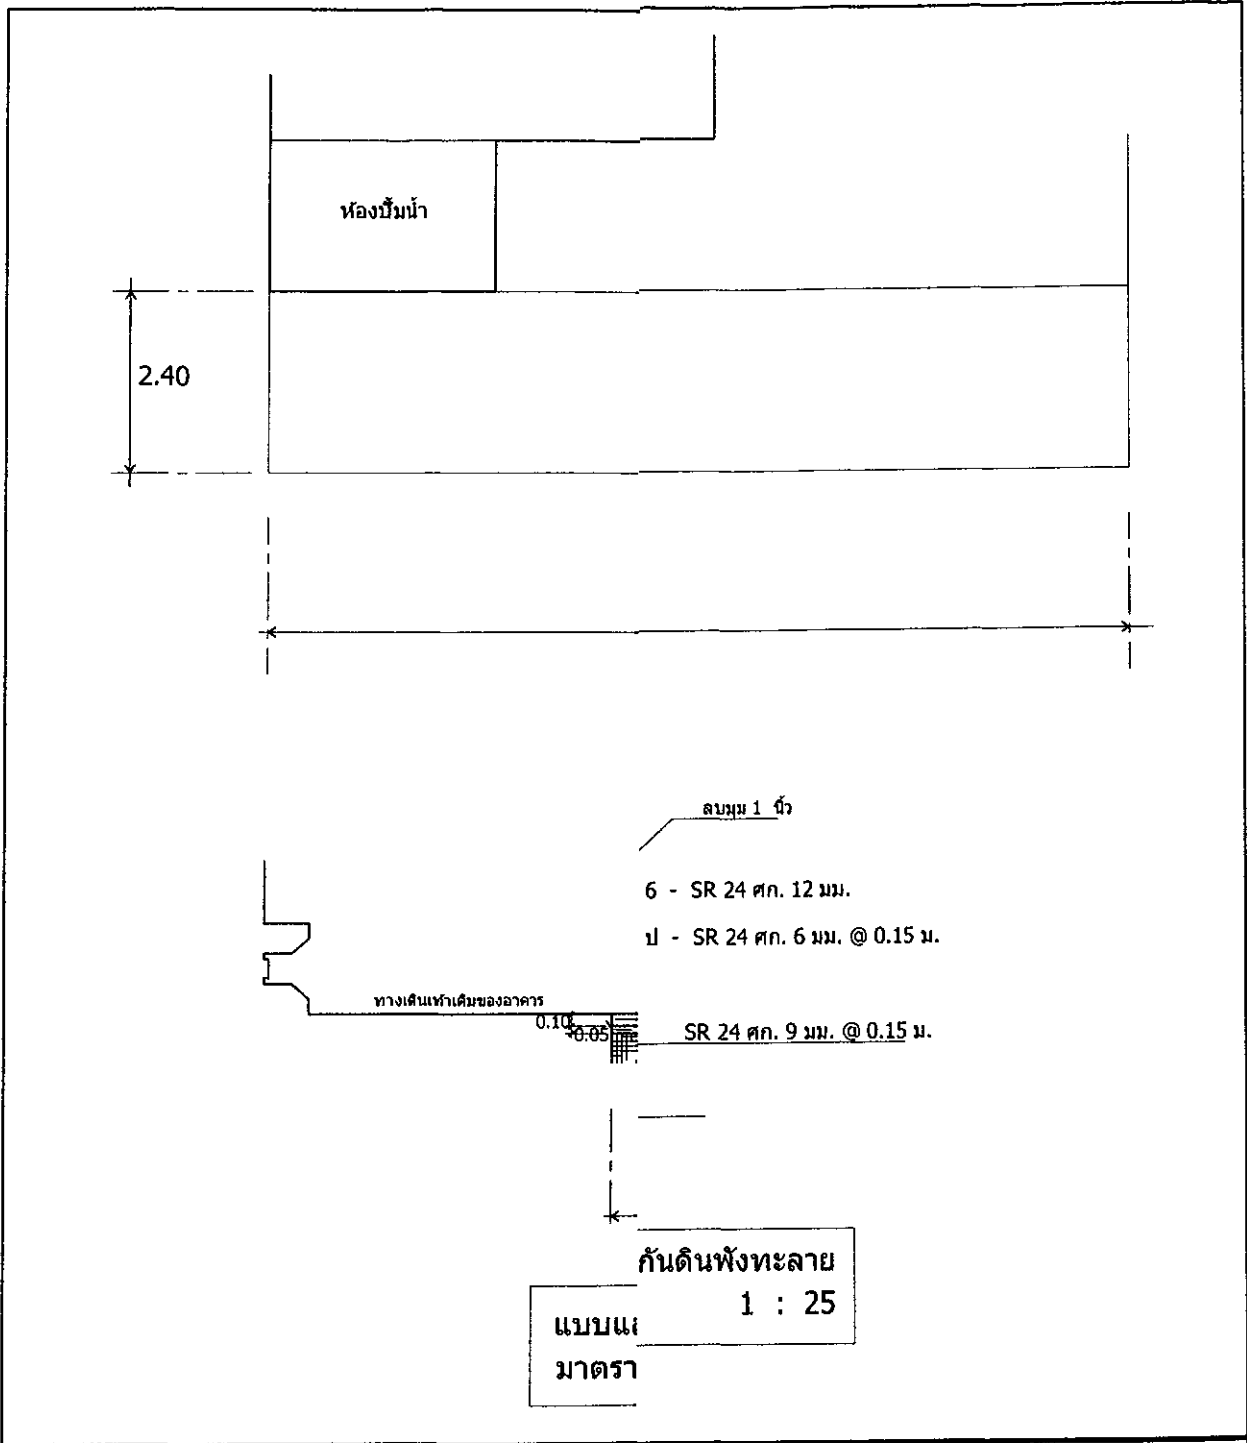 ห้องปั๊มน้ำ
2.40
ลบมุม 1 นิ้ว
6 - SR 24 ศก. 12 มม.
ป - SR 24 ศก. 6 มม. @ 0.15 ม.
ทางเดินเท้าเดิมของอาคาร
0.10
0.05
SR 24 ศก. 9 มม. @ 0.15 ม.
กันดินพังทะลาย
1 : 25
แบบแ
มาตรา